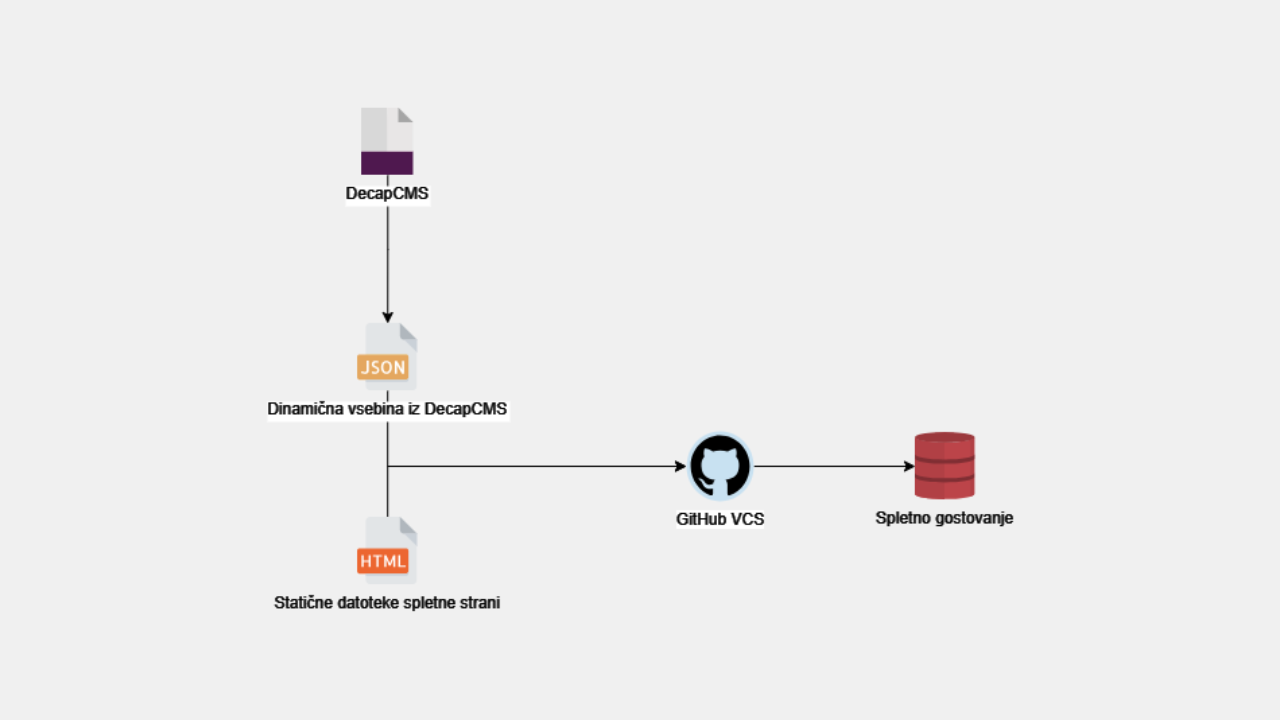 DecapCMS
JSON
Dinamična vsebina iz DecapCMS
GitHub VCS
Spletno gostovanje
HTML
Statične datoteke spletne strani